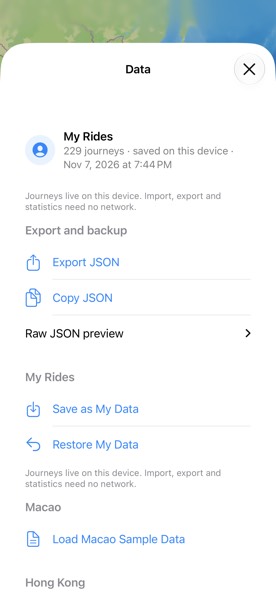 Data
My Rides
229 journeys · saved on this device ·
Nov 7, 2026 at 7:44 PM
Journeys live on this device. Import, export and
statistics need no network.
Export and backup
Export JSON
Copy JSON
Raw JSON preview
My Rides
Save as My Data
Restore My Data
Journeys live on this device. Import, export and
statistics need no network.
Macao
Load Macao Sample Data
Hong Kong